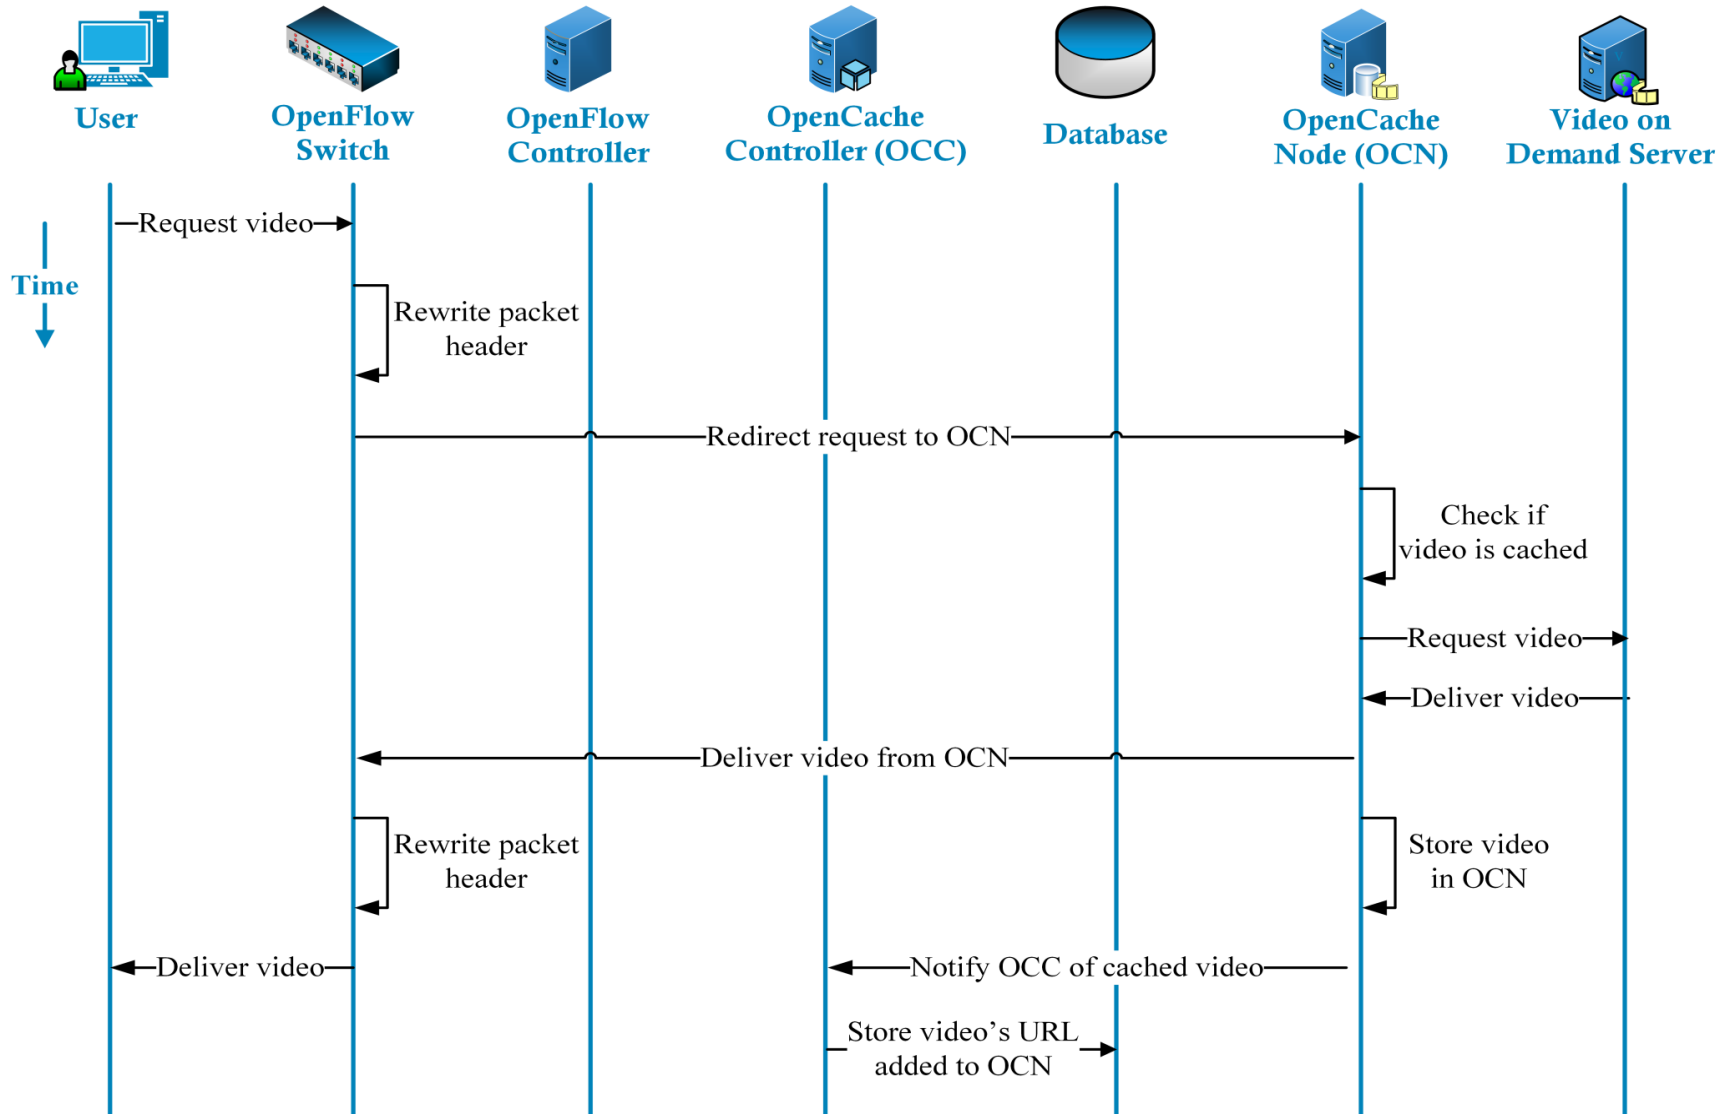 User
OpenFlow
Switch
OpenFlow
Controller
OpenCache
Controller (OCC)
Database
OpenCache
Node (OCN)
Video on
Demand Server
Request video
Time
Rewrite packet
header
Redirect request to OCN
Check if
video is cached
Request video
Deliver video
Deliver video from OCN
Rewrite packet
header
Store video
in OCN
Deliver video
Notify OCC of cached video
Store video’s URL
added to OCN